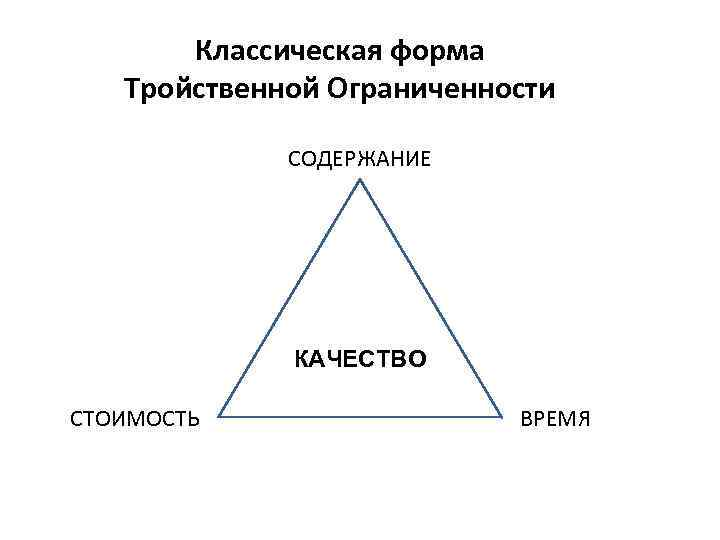 Классическая форма
Тройственной Ограниченности
СОДЕРЖАНИЕ
КАЧЕСТВО
СТОИМОСТЬ
ВРЕМЯ